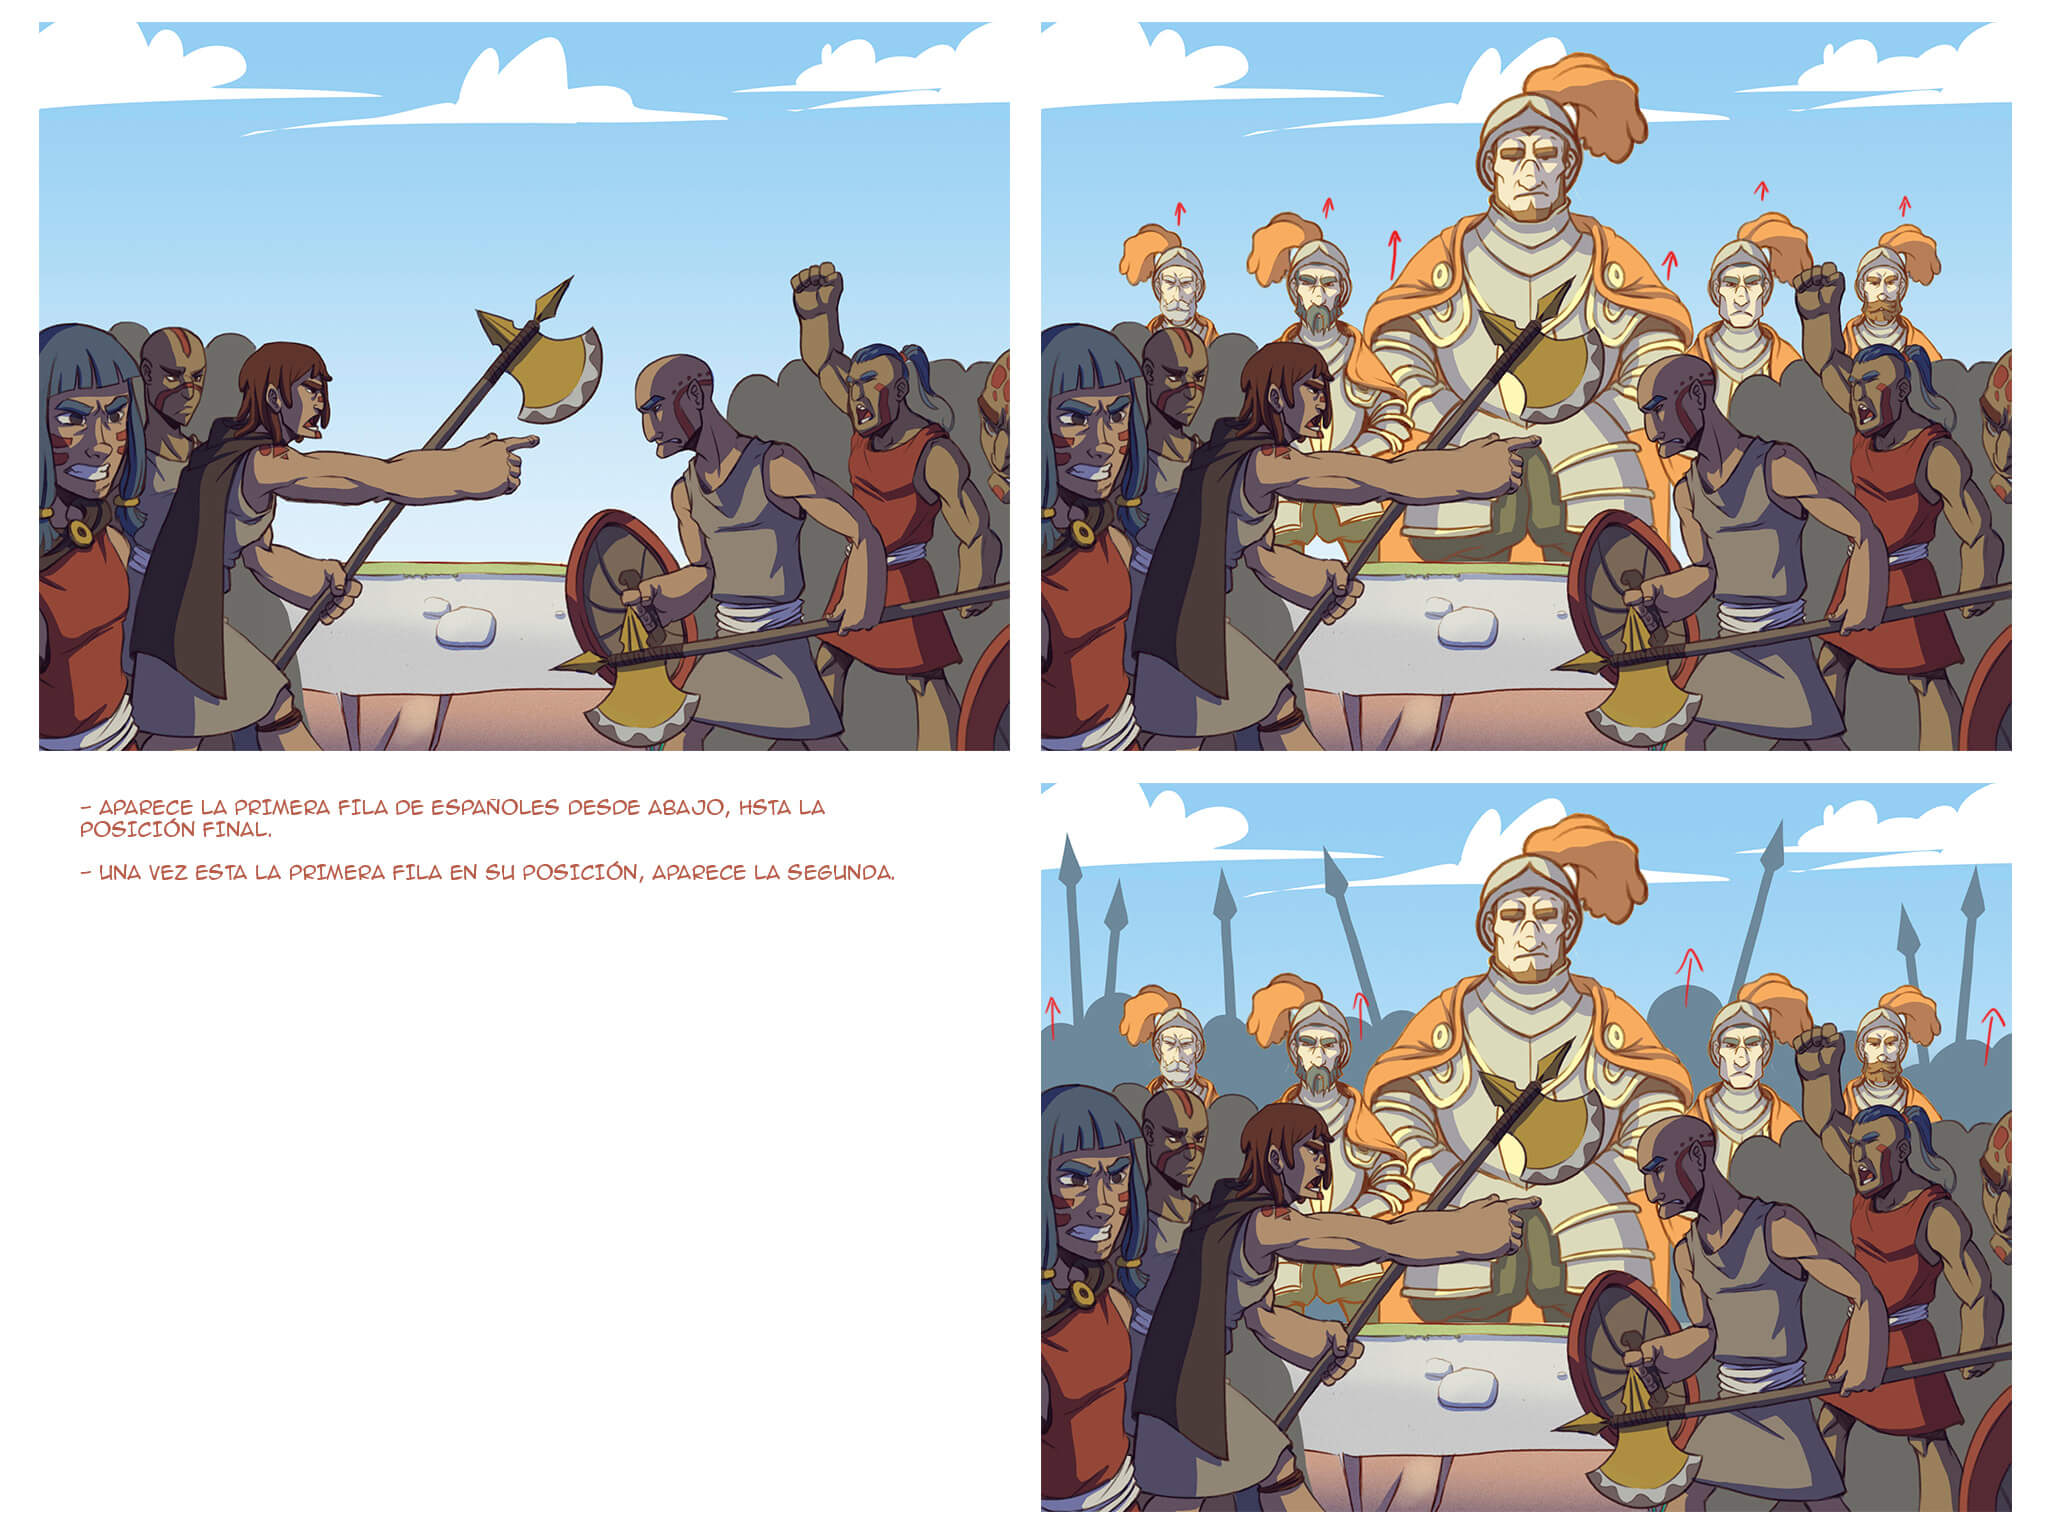 - APARECE LA PRIMERA FILA DE ESPAÑOLES DESDE ABAJO, HSTA LA
POSICIÓN FINAL.
- UNA VEZ ESTA LA PRIMERA FILA EN SU POSICIÓN, APARECE LA SEGUNDA.